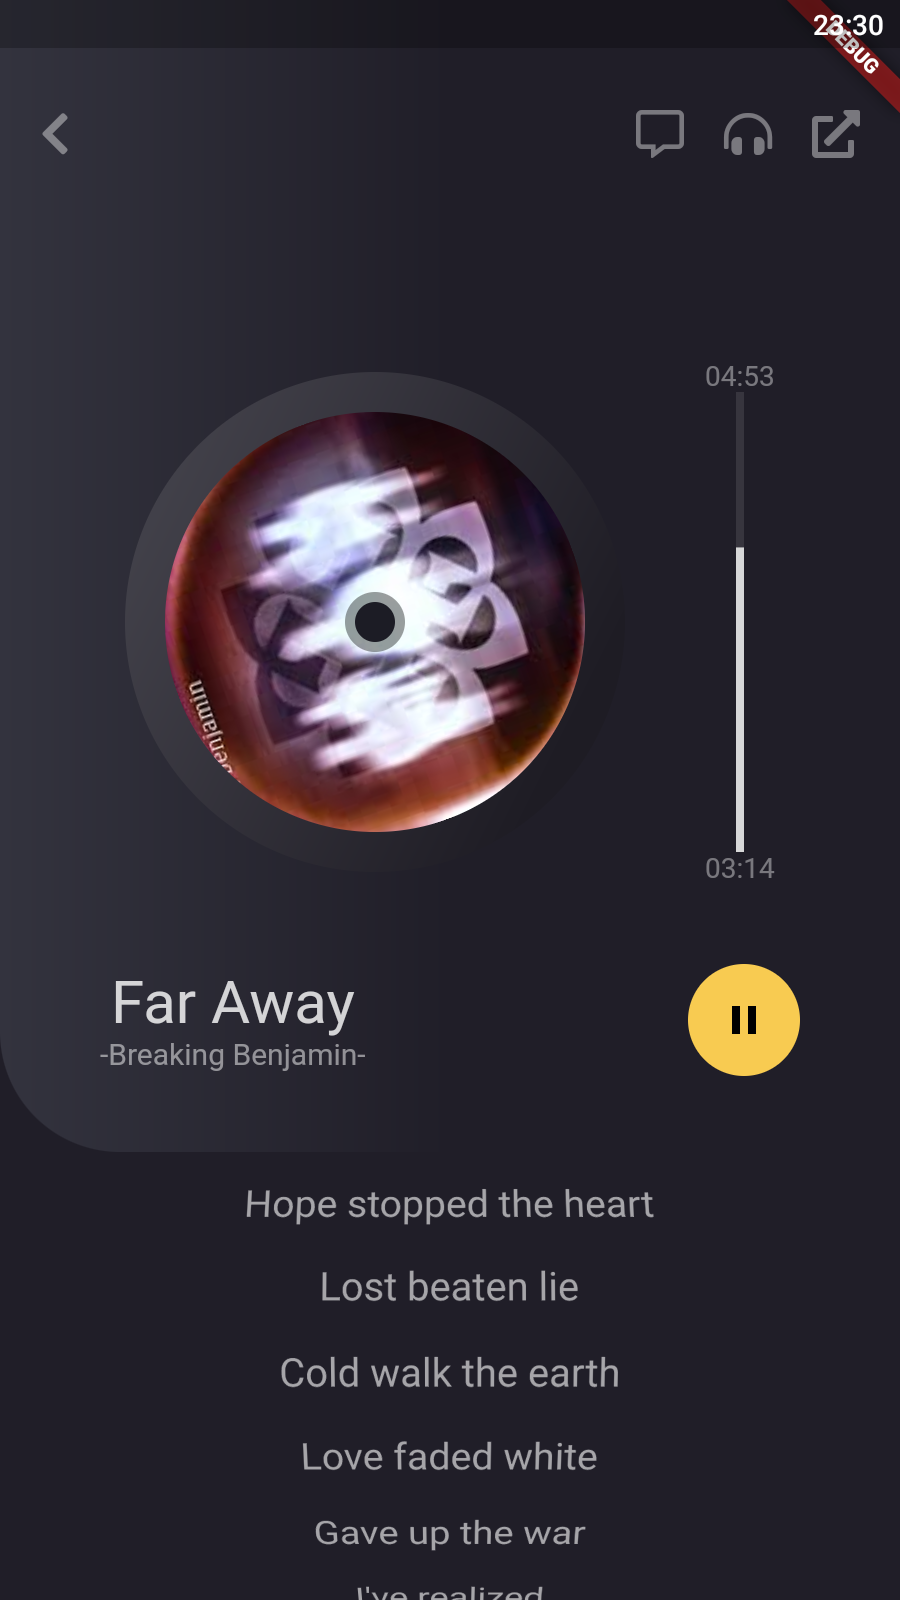 23:30
DEBUG
04:53
enjamin
03:14
Far Away
-Breaking Benjamin-
Hope stopped the heart
Lost beaten lie
Cold walk the earth
Love faded white
Gave up the war
I've realized